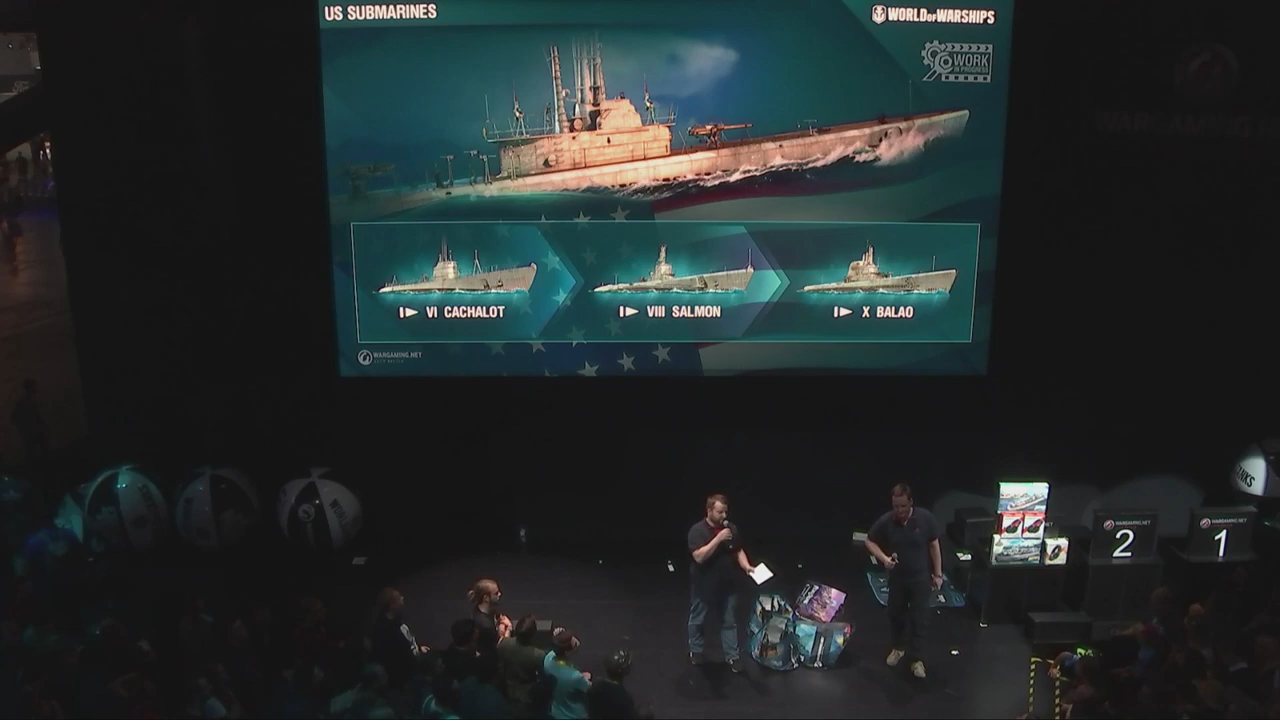 US SUBMARINES
WORLD OF WARSHIPS
WORK
IN PROGRESS
VI CACHALOT
VIII SALMON
X BALAO
WARGAMING.NET
WARGAMING.NET
2
WARGAMING.NET
1